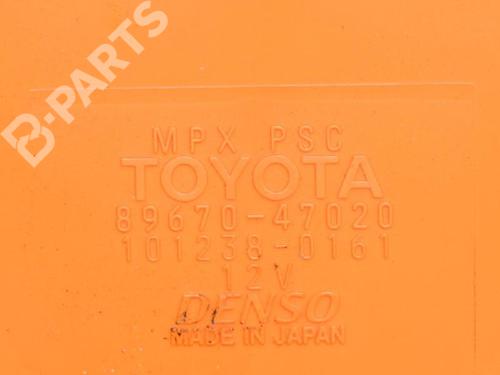 B-PARTS
MPX PSC
TOYOTA
89670-47020
101238-0161
12V
DENSO
MADE IN JAPAN